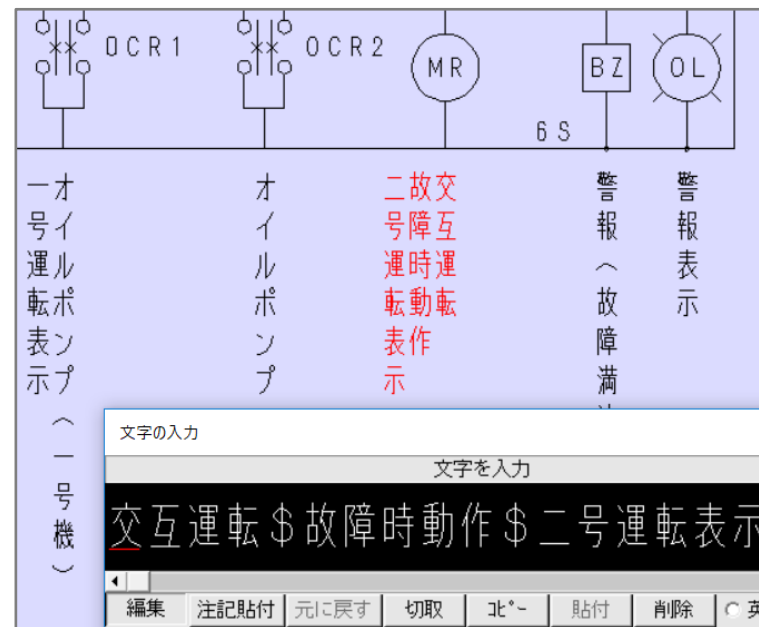 OCR1
OCR2
MR
BZ
OL
6S
オイルポンプ（一号機）
一号運転表示
オイルポンプ
交互運転
故障時動作
二号運転表示
警報（故障満
警報表示
文字の入力
文字を入力
交互運転$故障時動作$二号運転表示
編集 注記貼付 元に戻す 切取 ｺﾋﾟｰ 貼付 削除 英